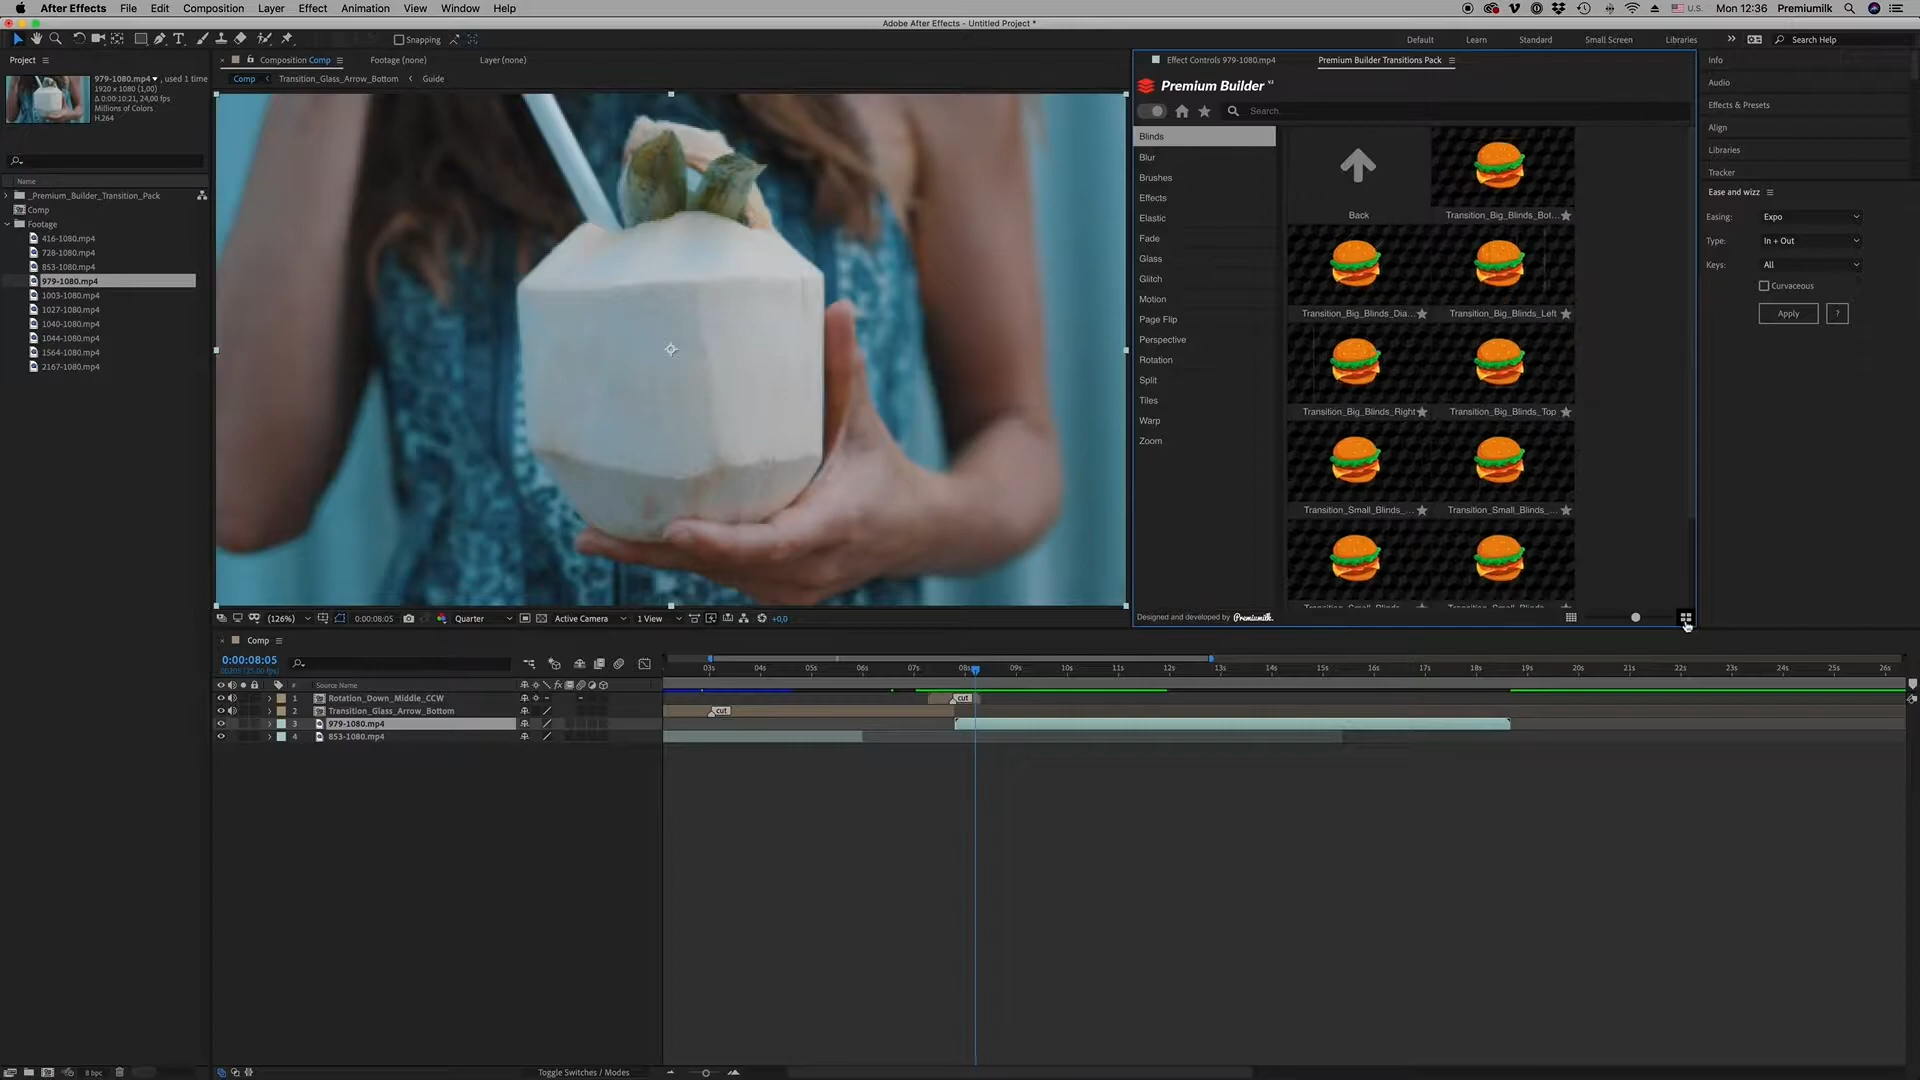 After Effects File Edit Composition Layer Effect Animation View Window Help
U.S. Mon 12:36 Premiumilk
Adobe After Effects - Untitled Project *
Snapping
Default Learn Standard Small Screen Libraries Search Help
Project
979-1080.mp4 , used 1 time
1920 x 1080 (1,00)
Δ 0:00:10:21, 24,00 fps
Millions of Colors
H.264
Name
_Premium_Builder_Transition_Pack
Comp
Footage
416-1080.mp4
728-1080.mp4
853-1080.mp4
979-1080.mp4
1003-1080.mp4
1027-1080.mp4
1040-1080.mp4
1044-1080.mp4
1564-1080.mp4
2167-1080.mp4
Composition Comp
Footage (none)
Layer (none)
Comp Transition_Glass_Arrow_Bottom Guide
(126%) 0:00:08:05 Quarter Active Camera 1 View +0,0
Effect Controls 979-1080.mp4
Premium Builder Transitions Pack
Premium Builder V2
Search...
Blinds
Blur
Brushes
Effects
Elastic
Fade
Glass
Glitch
Motion
Page Flip
Perspective
Rotation
Split
Tiles
Warp
Zoom
Back
Transition_Big_Blinds_Bot...
Transition_Big_Blinds_Dia...
Transition_Big_Blinds_Left
Transition_Big_Blinds_Right
Transition_Big_Blinds_Top
Transition_Small_Blinds_...
Transition_Small_Blinds_...
Designed and developed by Premiumilk.
Info
Audio
Effects & Presets
Align
Libraries
Tracker
Ease and wizz
Easing: Expo
Type: In + Out
Keys: All
Curvaceous
Apply ?
Comp
0:00:08:05
# Source Name
1 Rotation_Down_Middle_CCW
2 Transition_Glass_Arrow_Bottom
3 979-1080.mp4
4 853-1080.mp4
03s 04s 05s 06s 07s 08s 09s 10s 11s 12s 13s 14s 15s 16s 17s 18s 19s 20s 21s 22s 23s 24s 25s 26s
cut
cut
8 bpc
Toggle Switches / Modes